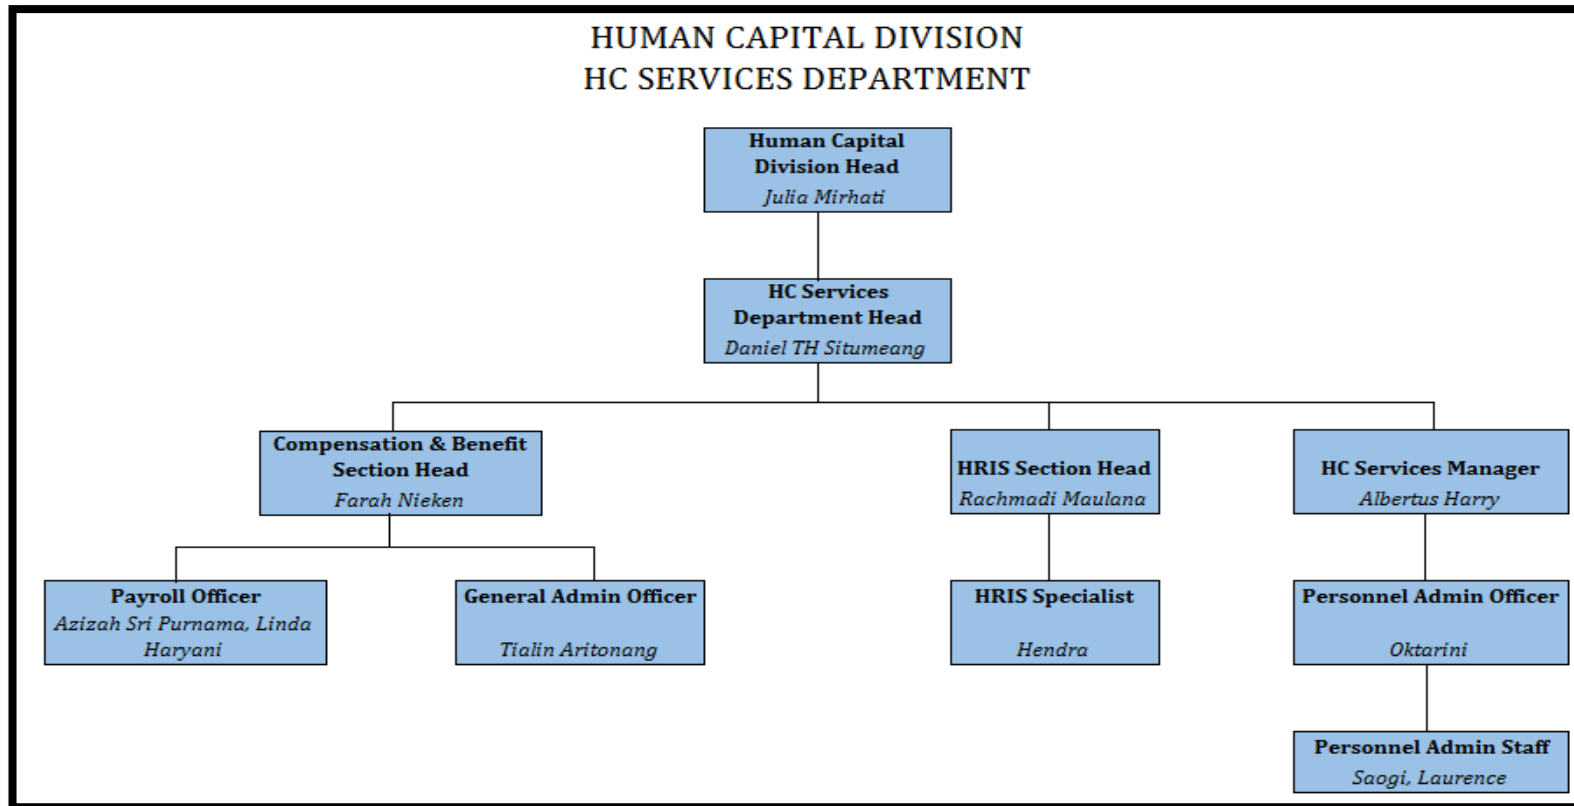 HUMAN CAPITAL DIVISION
HC SERVICES DEPARTMENT
Human Capital
Division Head
Julia Mirhati
HC Services
Department Head
Daniel TH Situmeang
Compensation & Benefit
Section Head
Farah Nieken
HRIS Section Head
Rachmadi Maulana
HC Services Manager
Albertus Harry
Payroll Officer
Azizah Sri Purnama, Linda
Haryani
General Admin Officer
Tialin Aritonang
HRIS Specialist
Hendra
Personnel Admin Officer
Oktarini
Personnel Admin Staff
Saogi, Laurence